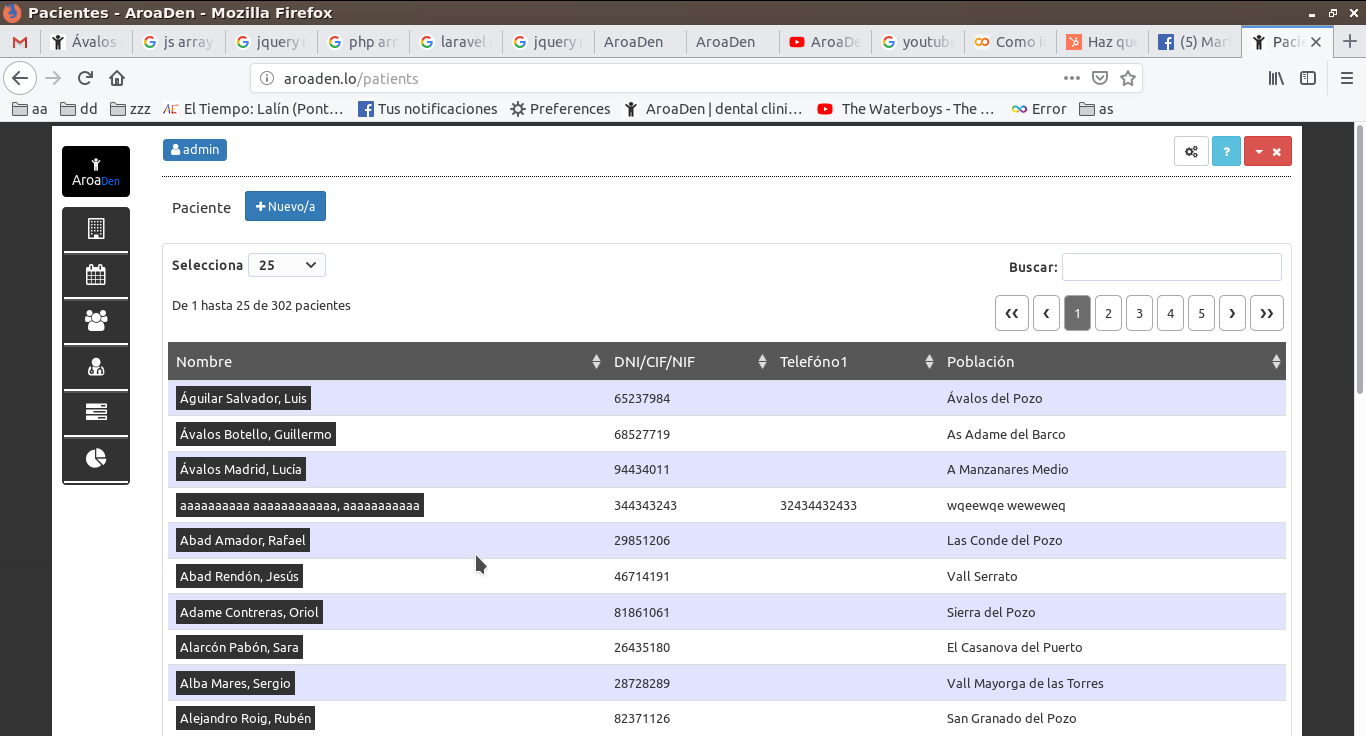 Pacientes - AroaDen - Mozilla Firefox
Ávalos js array jquery r php arr laravel jquery r AroaDen AroaDen AroaDe youtube Como i Haz que (5) Mar Paci
aroaden.lo/patients
aa dd zzz El Tiempo: Lalín (Pont… Tus notificaciones Preferences AroaDen | dental clini… The Waterboys - The … Error as
admin
?
AroaDen
Paciente + Nuevo/a
Selecciona 25 Buscar:
De 1 hasta 25 de 302 pacientes
‹‹ ‹ 1 2 3 4 5 › ››
Nombre DNI/CIF/NIF Telefóno1 Población
Águilar Salvador, Luis 65237984 Ávalos del Pozo
Ávalos Botello, Guillermo 68527719 As Adame del Barco
Ávalos Madrid, Lucía 94434011 A Manzanares Medio
aaaaaaaaaa aaaaaaaaaaaa, aaaaaaaaaaa 344343243 32434432433 wqeewqe weweweq
Abad Amador, Rafael 29851206 Las Conde del Pozo
Abad Rendón, Jesús 46714191 Vall Serrato
Adame Contreras, Oriol 81861061 Sierra del Pozo
Alarcón Pabón, Sara 26435180 El Casanova del Puerto
Alba Mares, Sergio 28728289 Vall Mayorga de las Torres
Alejandro Roig, Rubén 82371126 San Granado del Pozo